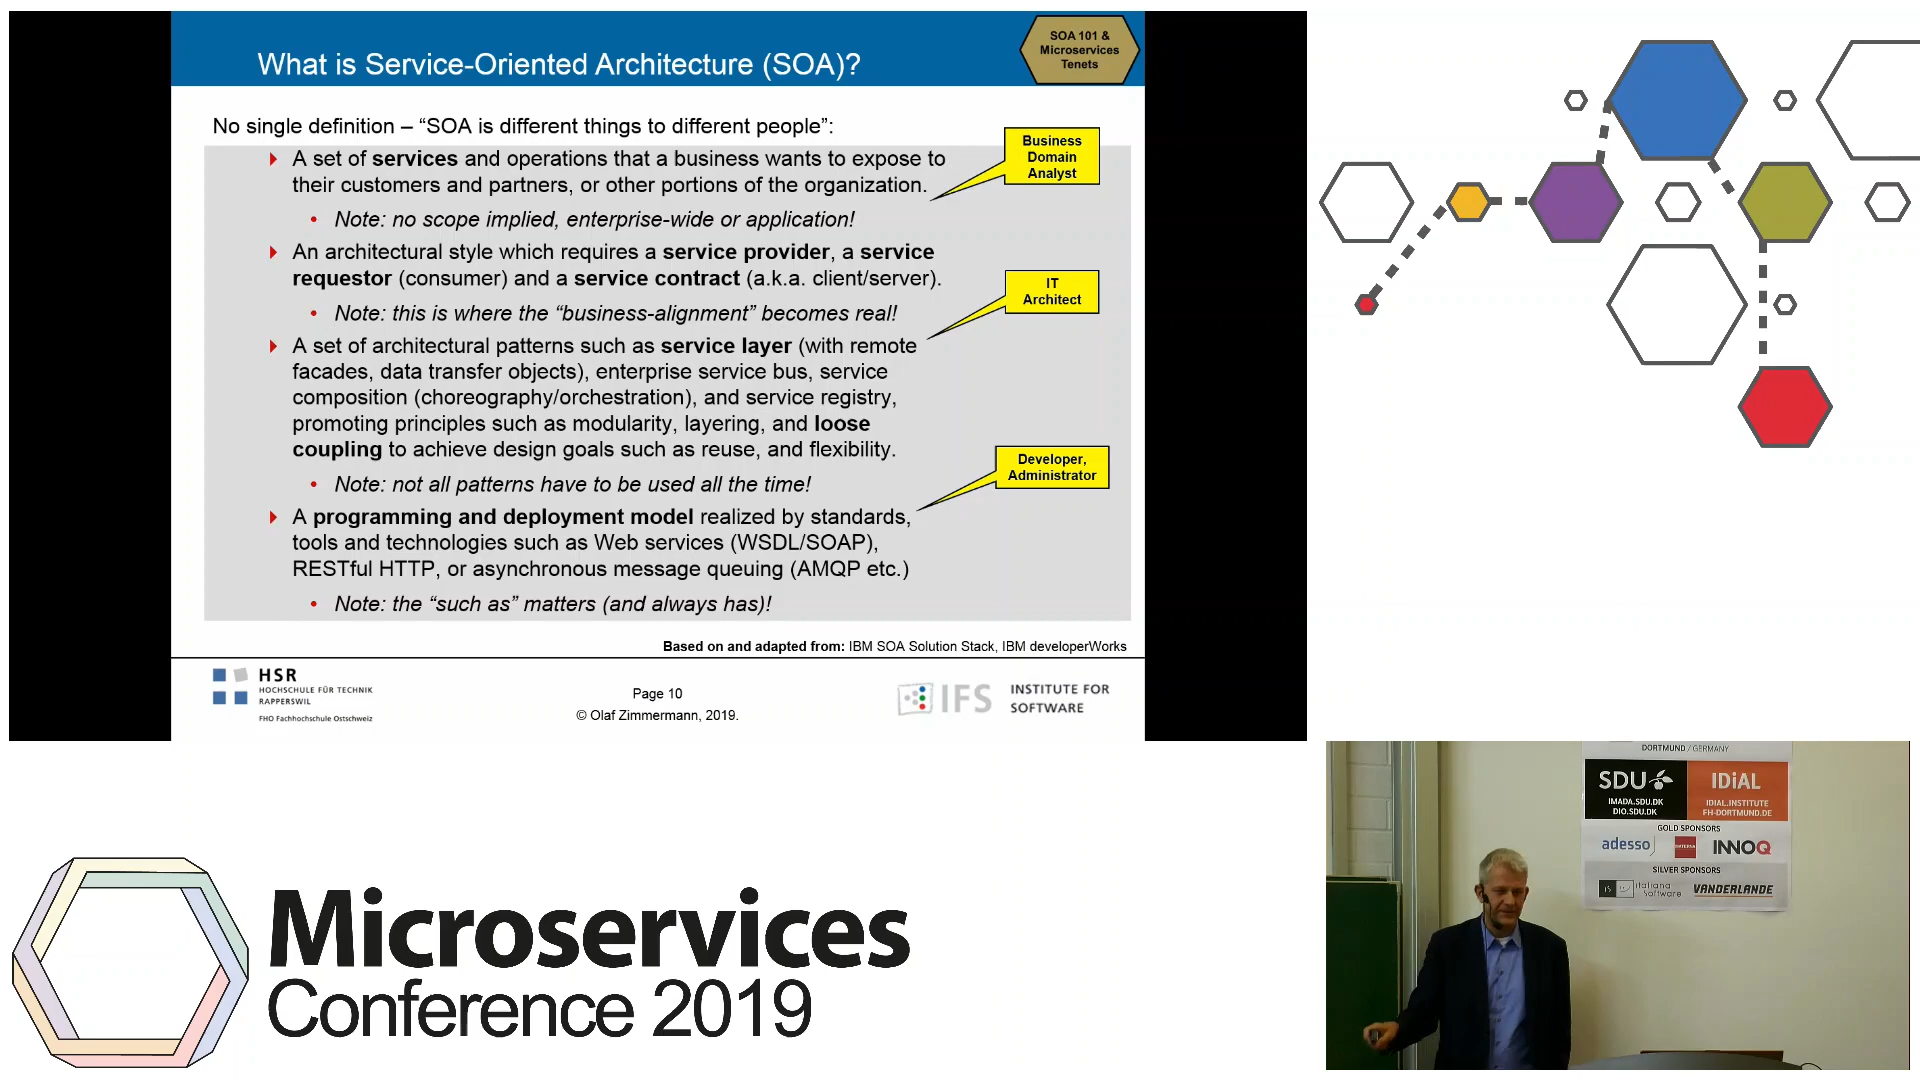 What is Service-Oriented Architecture (SOA)?
SOA 101 &
Microservices
Tenets
No single definition – “SOA is different things to different people”:
A set of services and operations that a business wants to expose to
their customers and partners, or other portions of the organization.
• Note: no scope implied, enterprise-wide or application!
Business
Domain
Analyst
An architectural style which requires a service provider, a service
requestor (consumer) and a service contract (a.k.a. client/server).
• Note: this is where the “business-alignment” becomes real!
IT
Architect
A set of architectural patterns such as service layer (with remote
facades, data transfer objects), enterprise service bus, service
composition (choreography/orchestration), and service registry,
promoting principles such as modularity, layering, and loose
coupling to achieve design goals such as reuse, and flexibility.
• Note: not all patterns have to be used all the time!
Developer,
Administrator
A programming and deployment model realized by standards,
tools and technologies such as Web services (WSDL/SOAP),
RESTful HTTP, or asynchronous message queuing (AMQP etc.)
• Note: the “such as” matters (and always has)!
Based on and adapted from: IBM SOA Solution Stack, IBM developerWorks
HSR
HOCHSCHULE FÜR TECHNIK
RAPPERSWIL
FHO Fachhochschule Ostschweiz
Page 10
© Olaf Zimmermann, 2019.
IFS
INSTITUTE FOR
SOFTWARE
DORTMUND / GERMANY
SDU
IMADA.SDU.DK
DIO.SDU.DK
IDiAL
IDIAL.INSTITUTE
FH-DORTMUND.DE
GOLD SPONSORS
adesso
INNOQ
SILVER SPONSORS
italiana
Software
VANDERLANDE
Microservices
Conference 2019